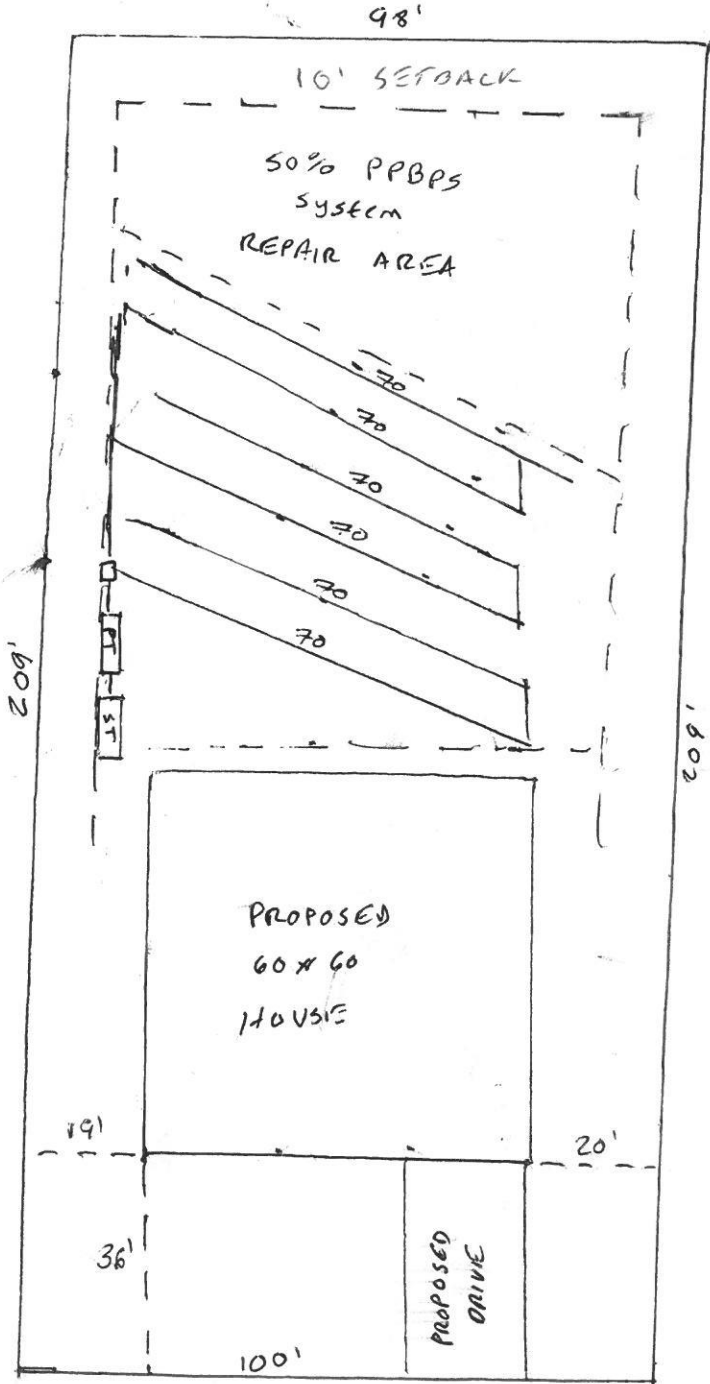 98'
10' SETBACK
50% PPBPS
SYSTEM
REPAIR AREA
70
70
70
70
70
70
PT
ST
209'
209'
PROPOSED
60 x 60
HOUSE
19'
20'
36'
PROPOSED
DRIVE
100'